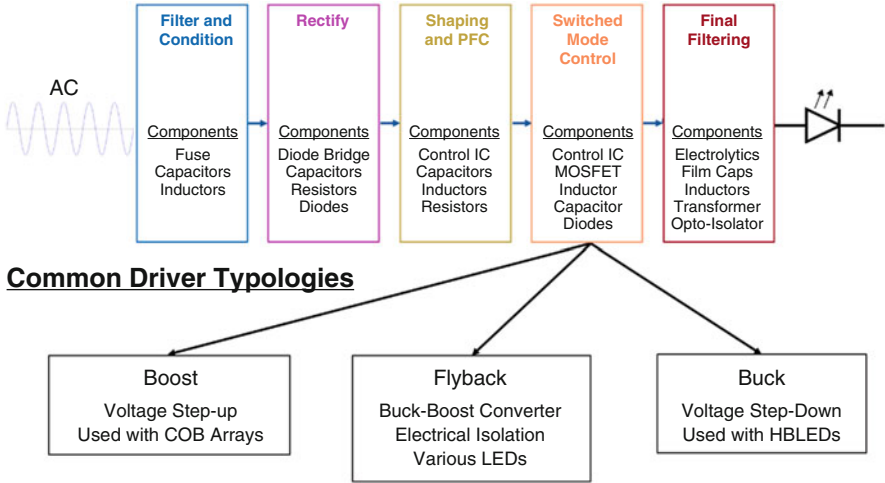 AC
Filter and
Condition
Components
Fuse
Capacitors
Inductors
Rectify
Components
Diode Bridge
Capacitors
Resistors
Diodes
Shaping
and PFC
Components
Control IC
Capacitors
Inductors
Resistors
Switched
Mode
Control
Components
Control IC
MOSFET
Inductor
Capacitor
Diodes
Final
Filtering
Components
Electrolytics
Film Caps
Inductors
Transformer
Opto-Isolator
Common Driver Typologies
Boost
Voltage Step-up
Used with COB Arrays
Flyback
Buck-Boost Converter
Electrical Isolation
Various LEDs
Buck
Voltage Step-Down
Used with HBLEDs